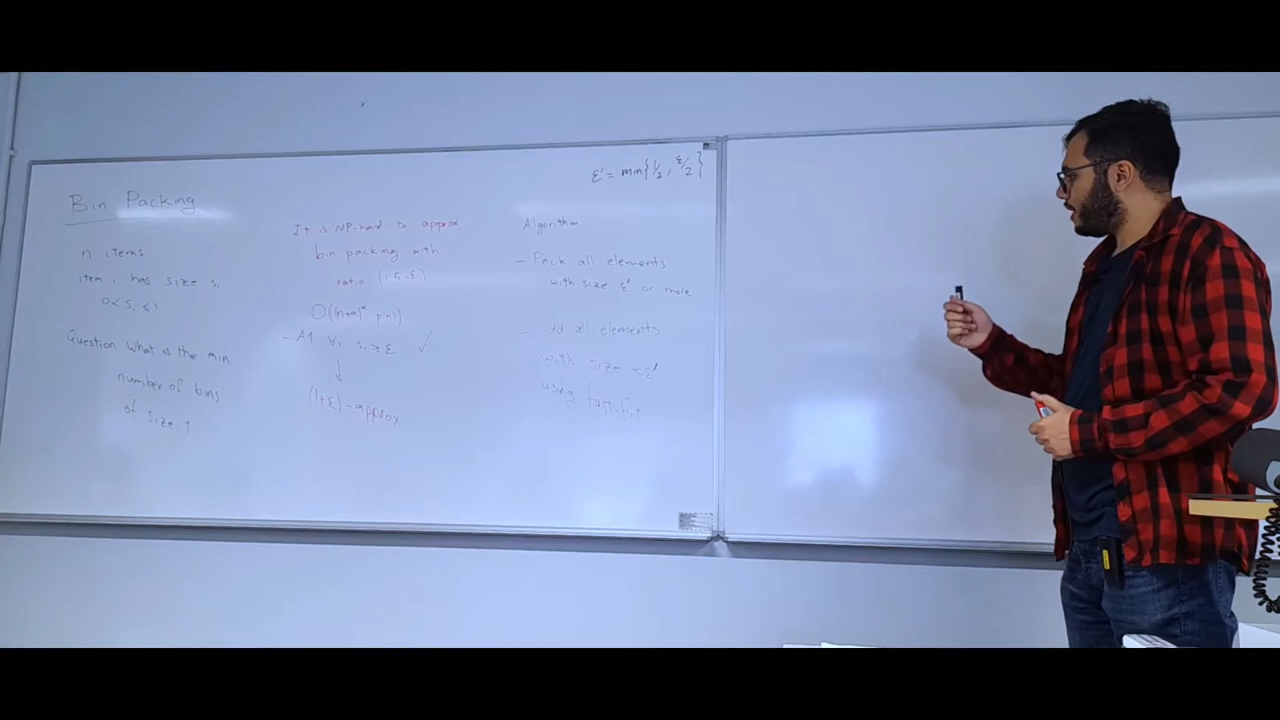 Bin Packing
n items
item i has size sᵢ
0 < sᵢ ≤ 1
Question What is the min
number of bins
of size 1
It is NP-hard to approx
bin packing with
ratio (1.5-ε)
O((n+a)ᵅ p(n))
- A1 ∀ᵢ sᵢ ≥ ε ✓
↓
(1+ε)-approx
ε' = min{1/2, ε/2}
Algorithm
- Pack all elements
with size ε' or more
- dd all elements
with size < ε'
using first-fit